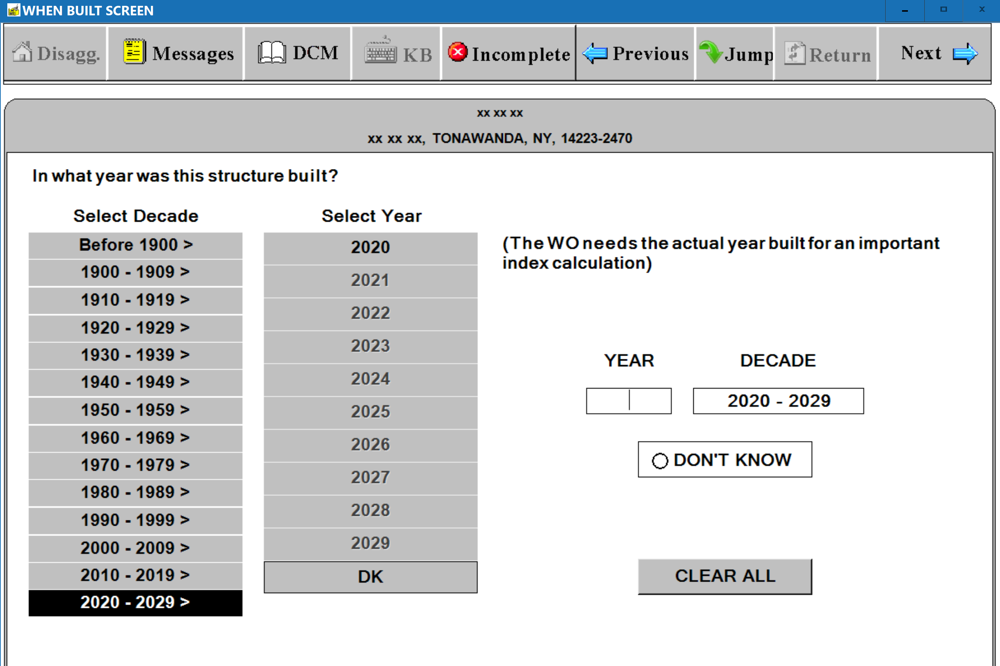 WHEN BUILT SCREEN
Disagg. Messages DCM KB Incomplete Previous Jump Return Next
xx xx xx
xx xx xx, TONAWANDA, NY, 14223-2470
In what year was this structure built?
Select Decade
Before 1900 >
1900 - 1909 >
1910 - 1919 >
1920 - 1929 >
1930 - 1939 >
1940 - 1949 >
1950 - 1959 >
1960 - 1969 >
1970 - 1979 >
1980 - 1989 >
1990 - 1999 >
2000 - 2009 >
2010 - 2019 >
2020 - 2029 >
Select Year
2020
2021
2022
2023
2024
2025
2026
2027
2028
2029
DK
(The WO needs the actual year built for an important
index calculation)
YEAR DECADE
2020 - 2029
DON'T KNOW
CLEAR ALL